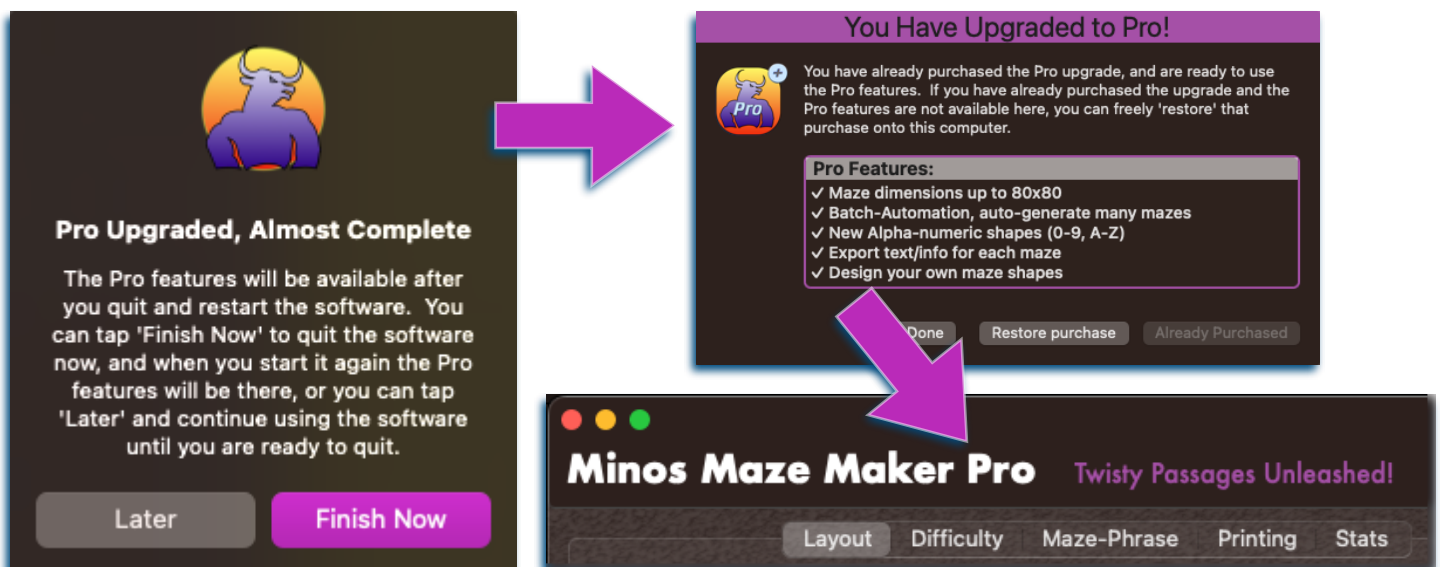 Pro Upgraded, Almost Complete
The Pro features will be available after
you quit and restart the software.  You
can tap 'Finish Now' to quit the software
now, and when you start it again the Pro
features will be there, or you can tap
'Later' and continue using the software
until you are ready to quit.
Later
Finish Now
You Have Upgraded to Pro!
Pro
You have already purchased the Pro upgrade, and are ready to use
the Pro features.  If you have already purchased the upgrade and the
Pro features are not available here, you can freely 'restore' that
purchase onto this computer.
Pro Features:
✓ Maze dimensions up to 80x80
✓ Batch-Automation, auto-generate many mazes
✓ New Alpha-numeric shapes (0-9, A-Z)
✓ Export text/info for each maze
✓ Design your own maze shapes
Done
Restore purchase
Already Purchased
Minos Maze Maker Pro
Twisty Passages Unleashed!
Layout
Difficulty
Maze-Phrase
Printing
Stats